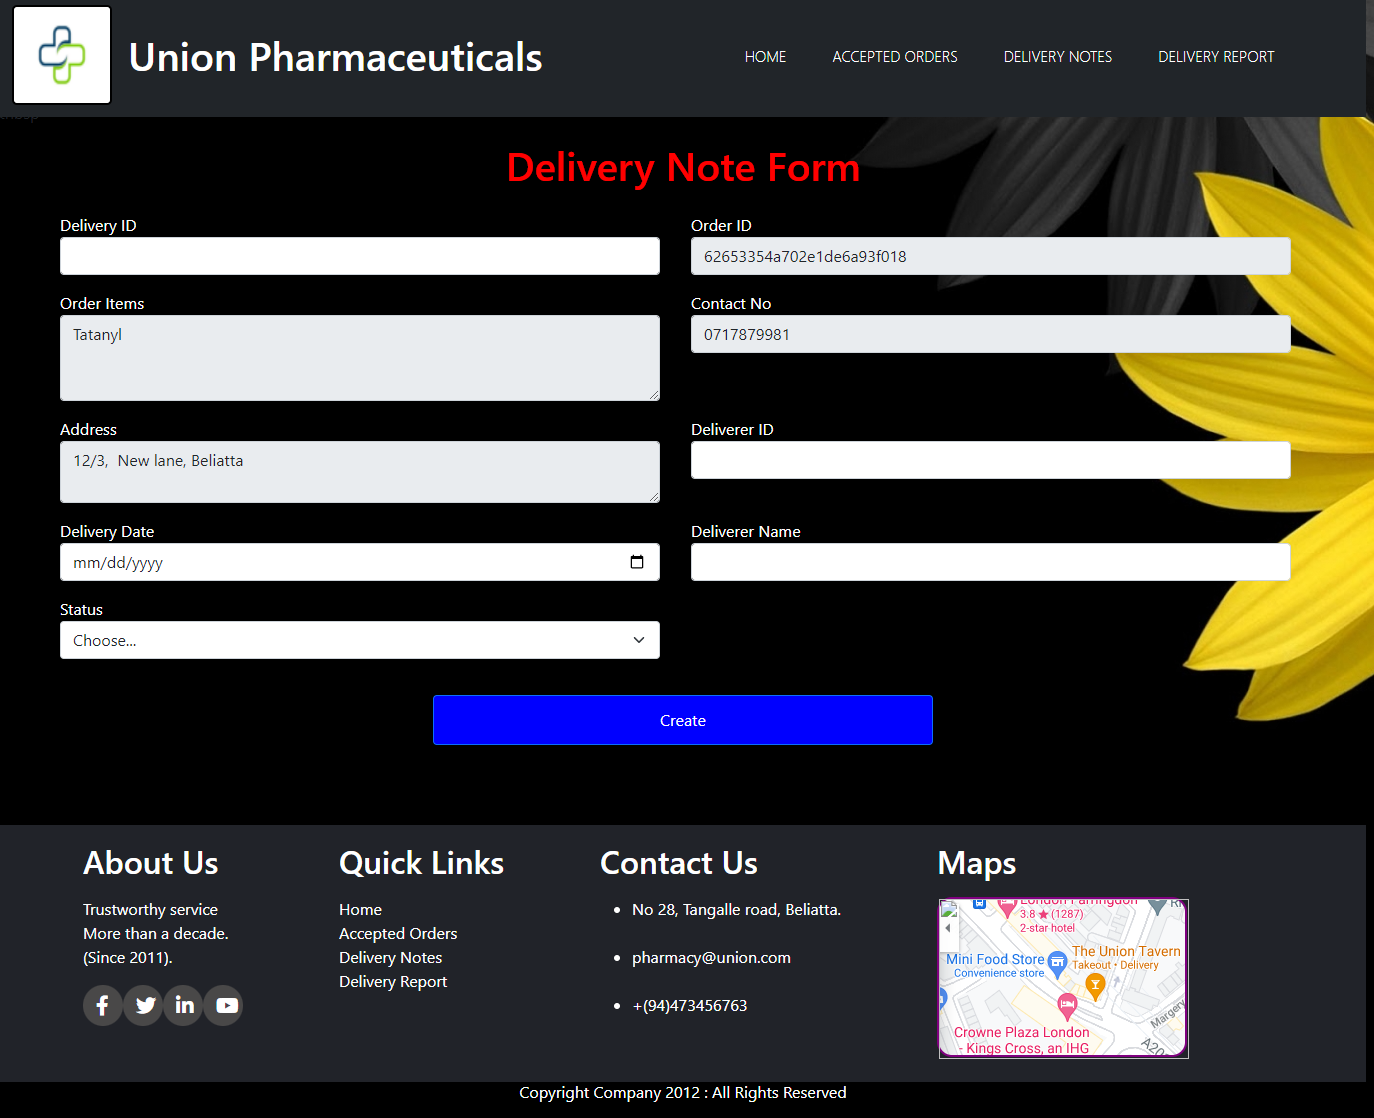 Union Pharmaceuticals
HOME
ACCEPTED ORDERS
DELIVERY NOTES
DELIVERY REPORT
Delivery Note Form
Delivery ID
Order ID
62653354a702e1de6a93f018
Order Items
Tatanyl
Contact No
0717879981
Address
12/3,  New lane, Beliatta
Deliverer ID
Delivery Date
mm/dd/yyyy
Deliverer Name
Status
Choose...
Create
About Us
Trustworthy service
More than a decade.
(Since 2011).
Quick Links
Home
Accepted Orders
Delivery Notes
Delivery Report
Contact Us
No 28, Tangalle road, Beliatta.
pharmacy@union.com
+(94)473456763
Maps
London Farringdon
3.8 ★ (1287)
2-star hotel
The Union Tavern
Takeout • Delivery
Mini Food Store
Convenience store
Margery
Crowne Plaza London
- Kings Cross, an IHG
A20
Copyright Company 2012 : All Rights Reserved